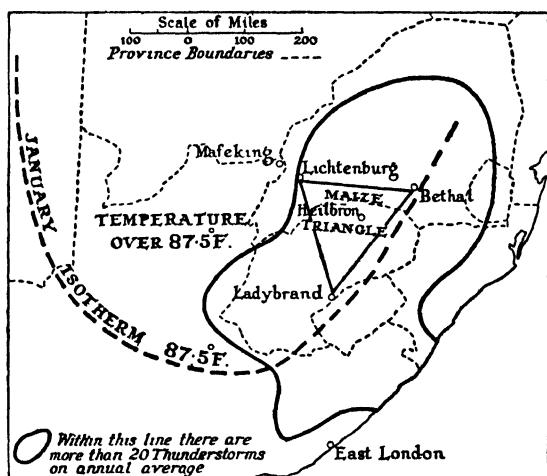 Scale of Miles
100 0 100 200
Province Boundaries
Mafeking
Lichtenburg
MAIZE
Bethal
Heilbron
TRIANGLE
TEMPERATURE
OVER 87·5°F.
Ladybrand
JANUARY ISOTHERM 87·5°F.
East London
Within this line there are
more than 20 Thunderstorms
on annual average